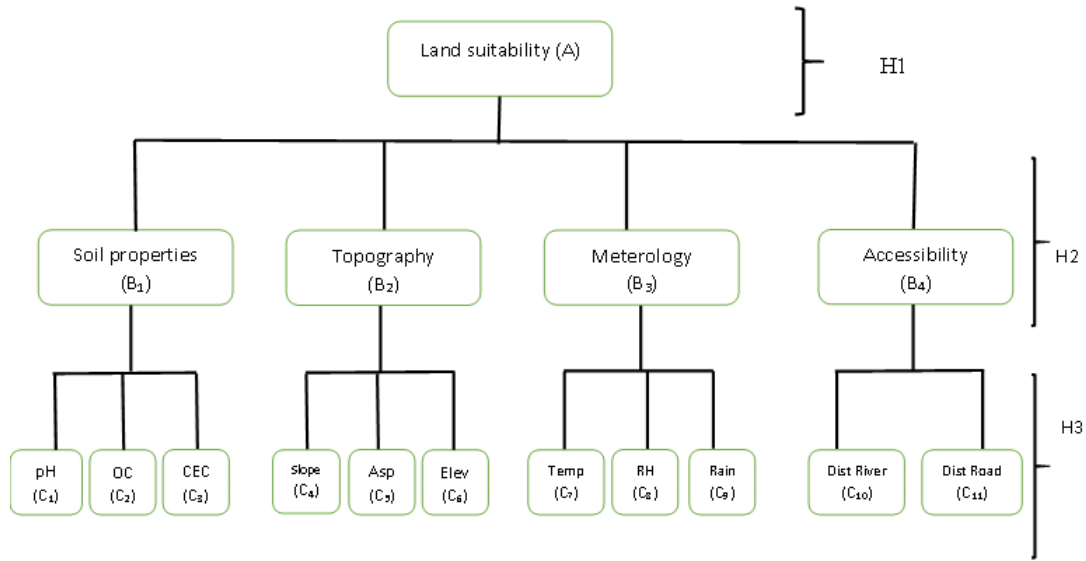 Land suitability (A)
H1
Soil properties
(B₁)
Topography
(B₂)
Meterology
(B₃)
Accessibility
(B₄)
H2
pH
(C₁)
OC
(C₂)
CEC
(C₃)
Slope
(C₄)
Asp
(C₅)
Elev
(C₆)
Temp
(C₇)
RH
(C₈)
Rain
(C₉)
Dist River
(C₁₀)
Dist Road
(C₁₁)
H3